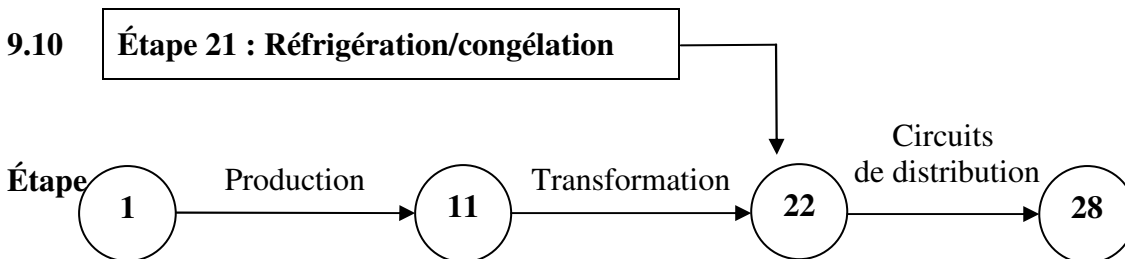 9.10 Étape 21 : Réfrigération/congélation
Circuits
Étape Production Transformation de distribution
1 11 22 28